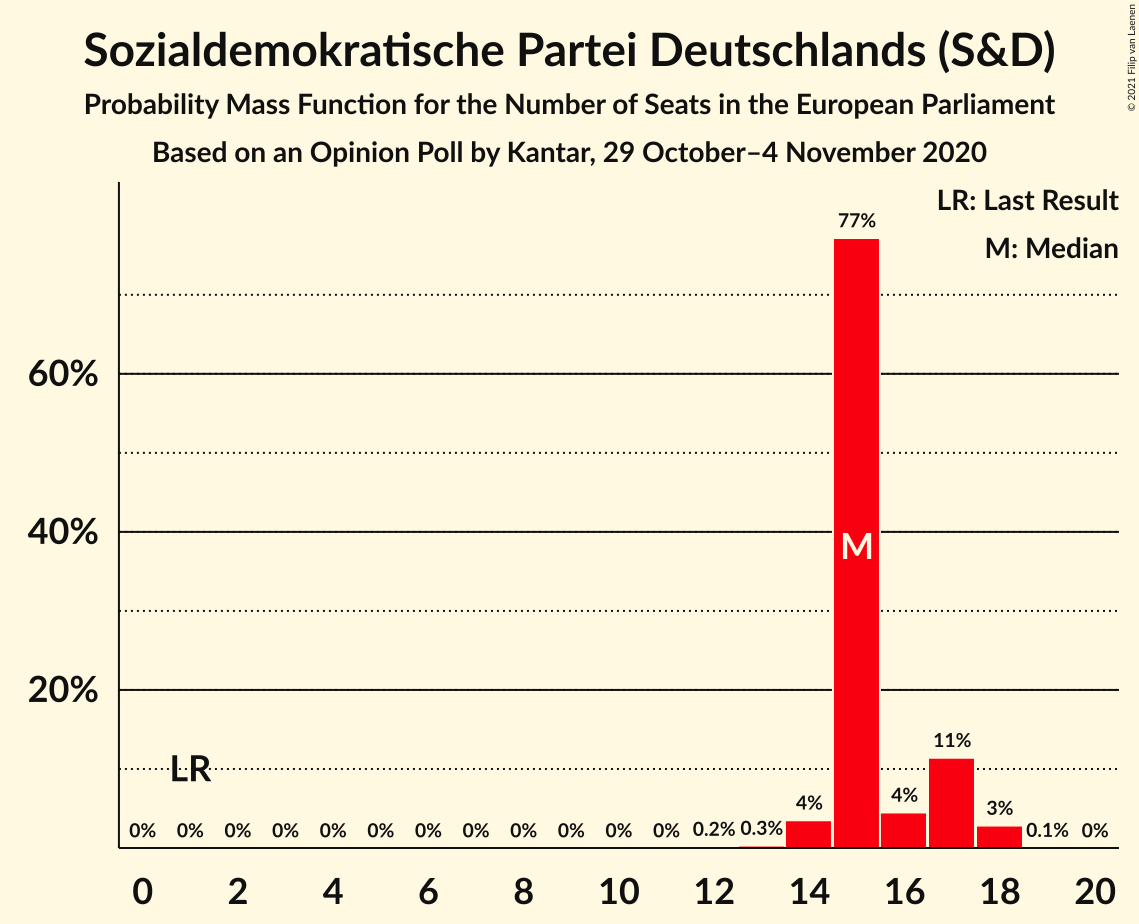 Sozialdemokratische Partei Deutschlands (S&D)
Probability Mass Function for the Number of Seats in the European Parliament
Based on an Opinion Poll by Kantar, 29 October–4 November 2020
© 2021 Filip van Laenen
LR: Last Result
M: Median
77%
60%
40%
M
20%
11%
LR
4%
4%
3%
0% 0% 0% 0% 0% 0% 0% 0% 0% 0% 0% 0% 0.2% 0.3% 0.1% 0%
0 2 4 6 8 10 12 14 16 18 20